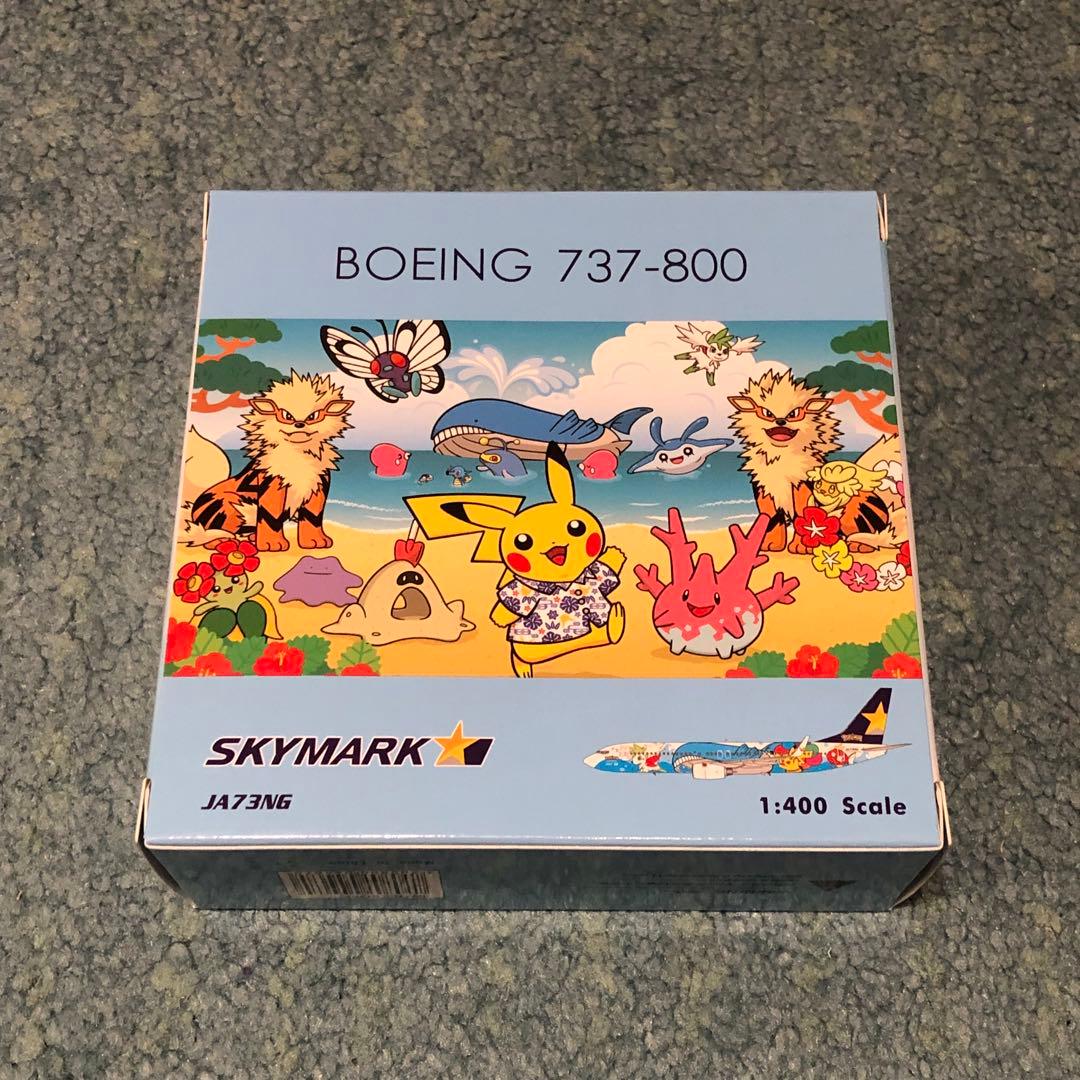 BOEING 737-800
SKYMARK
JA73NG
1:400 Scale